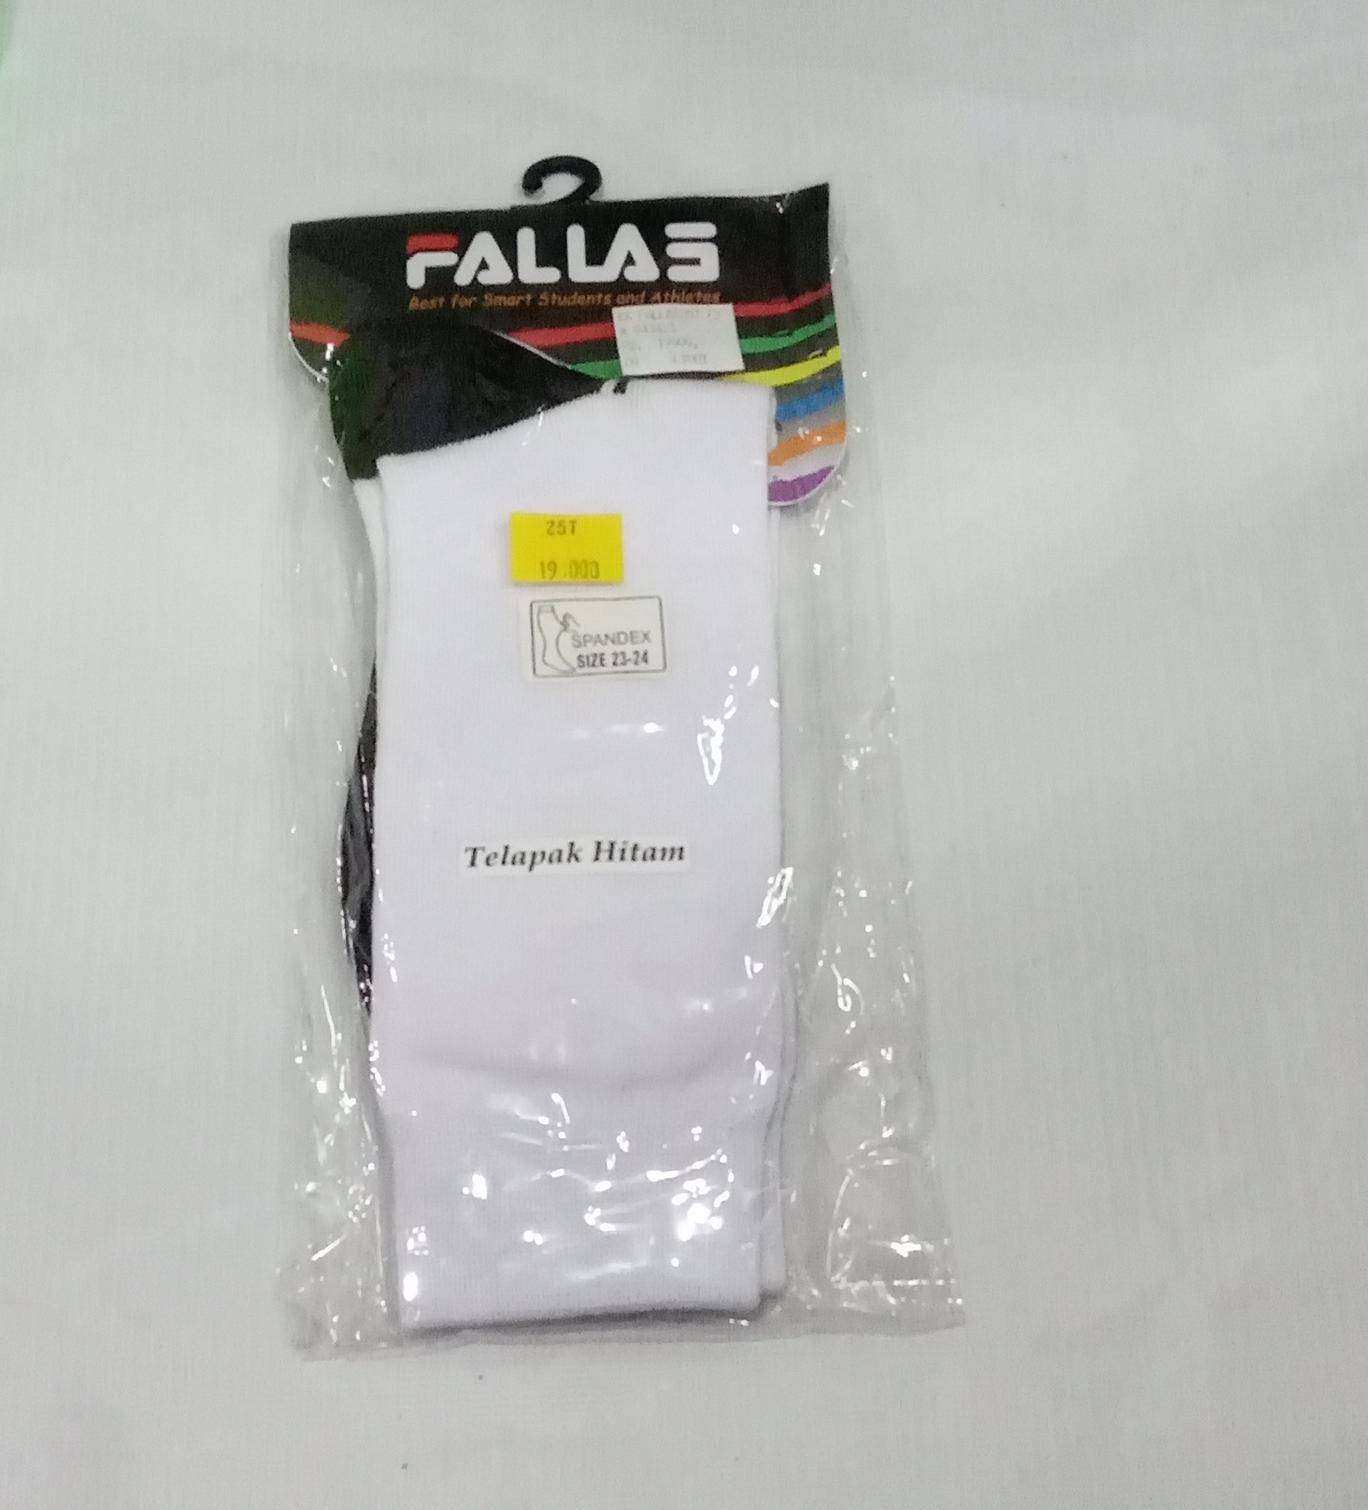 FALLAS
Best for Smart Students and Athletes
25T
19.000
SPANDEX
SIZE 23-24
Telapak Hitam